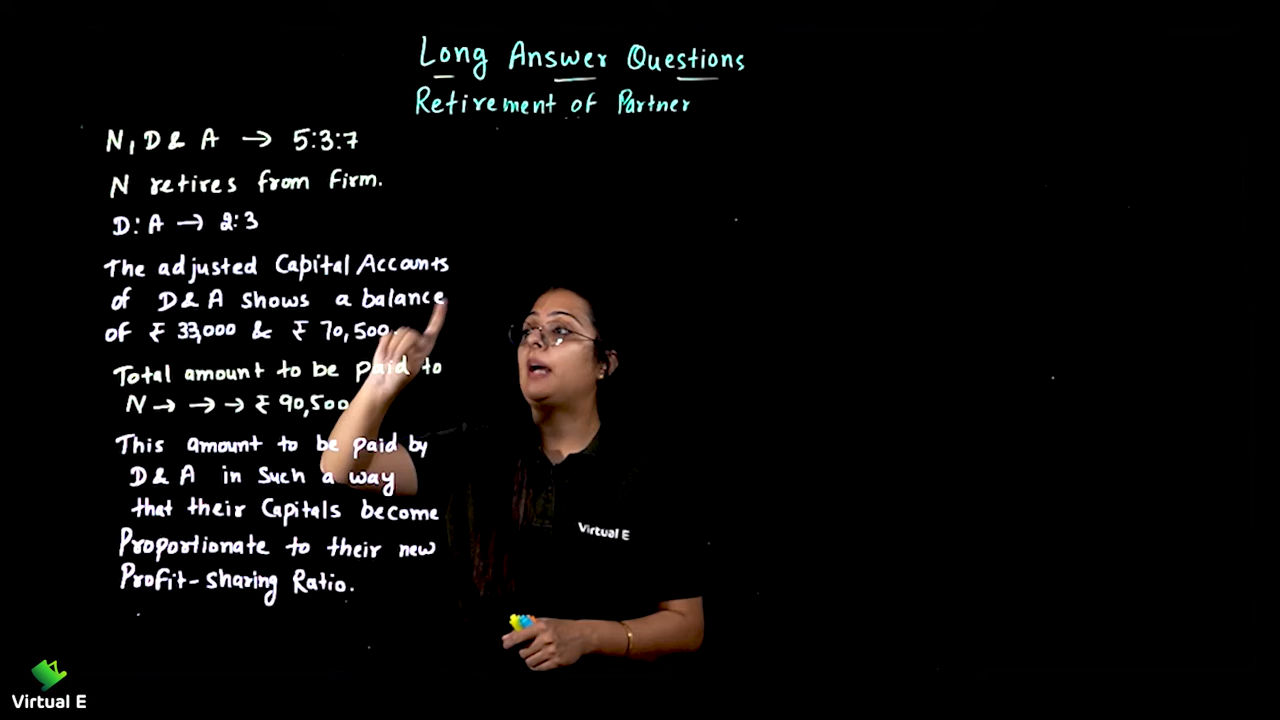 Long Answer Questions
Retirement of Partner
N, D & A → 5:3:7
N retires from Firm.
D:A → 2:3
The adjusted Capital Accounts
of D & A shows a balance
of ₹ 33,000 & ₹ 70,500
Total amount to be paid to
N → → → ₹ 90,500
This amount to be paid by
D & A in such a way
that their Capitals become
Proportionate to their new
Profit-sharing Ratio.
Virtual E
Virtual E